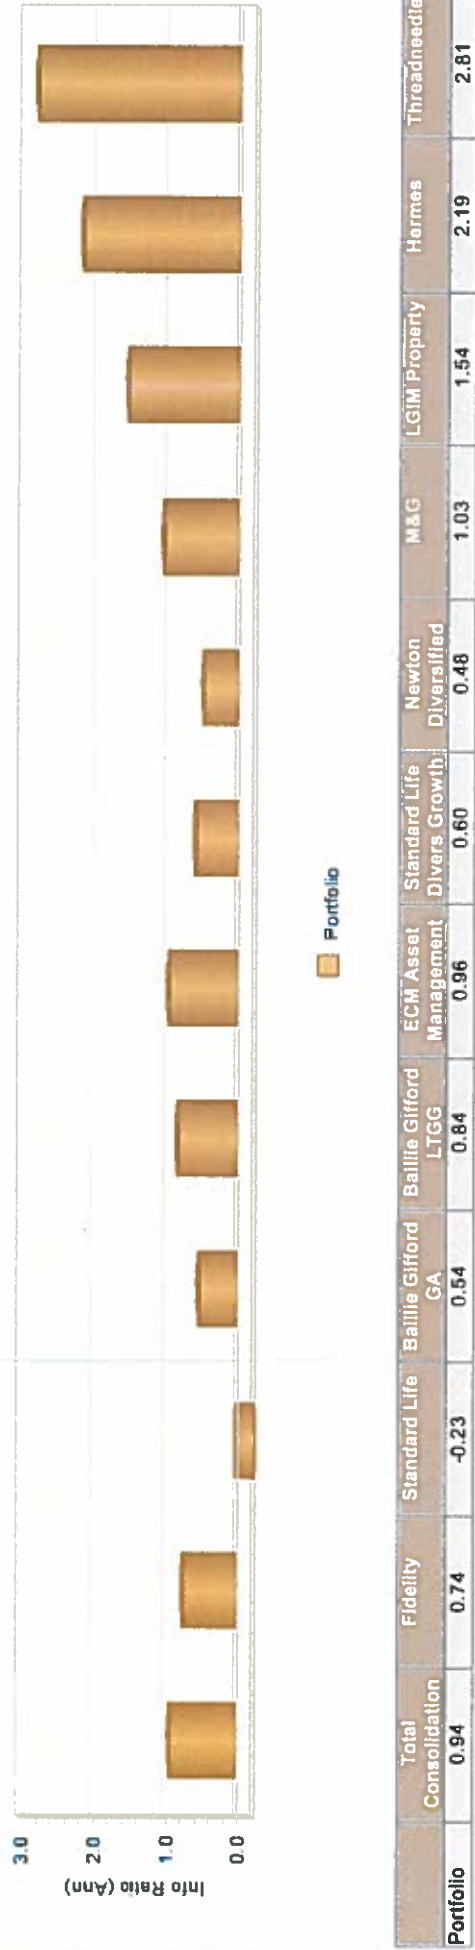 3.0
2.0
1.0
0.0
Info Ratio (Ann)
Portfolio
Total Consolidation Fidelity Standard Life Baillie Gifford GA Baillie Gifford LTGG ECM Asset Management Standard Life Divers Growth Newton Diversified M&G LGIM Property Hermes Threadneedle
Portfolio 0.94 0.74 -0.23 0.54 0.84 0.96 0.60 0.48 1.03 1.54 2.19 2.81